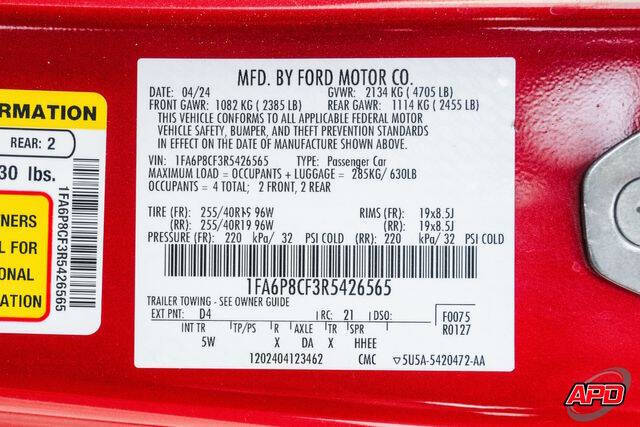 ORMATION
REAR: 2
30 lbs.
NERS
L FOR
ONAL
ATION
1FA6P8CF3R5426565
MFD. BY FORD MOTOR CO.
04/24 GVWR: 2134 KG ( 4705 LB)
FRONT GAWR: 1082 KG ( 2385 LB) REAR GAWR: 1114 KG ( 2455 LB)
THIS VEHICLE CONFORMS TO ALL APPLICABLE FEDERAL MOTOR
VEHICLE SAFETY, BUMPER, AND THEFT PREVENTION STANDARDS
IN EFFECT ON THE DATE OF MANUFACTURE SHOWN ABOVE.
VIN: 1FA6P8CF3R5426565 TYPE: Passenger Car
MAXIMUM LOAD = OCCUPANTS + LUGGAGE = 285KG/ 630LB
OCCUPANTS = 4 TOTAL; 2 FRONT, 2 REAR
TIRE (FR): 255/40R19 96W RIMS (FR): 19x8.5J
(RR): 255/40R19 96W (RR): 19x8.5J
PRESSURE (FR): 220 kPa/ 32 PSI COLD (RR): 220 kPa/32 PSI COLD
1FA6P8CF3R5426565
TRAILER TOWING - SEE OWNER GUIDE
EXT PNT: D4 RC: 21 DSO: F0075
INT TR TP/PS R AXLE TR SPR R0127
5W X DA X HHEE
1202404123462 CMC ▽5U5A-5420472-AA
APD